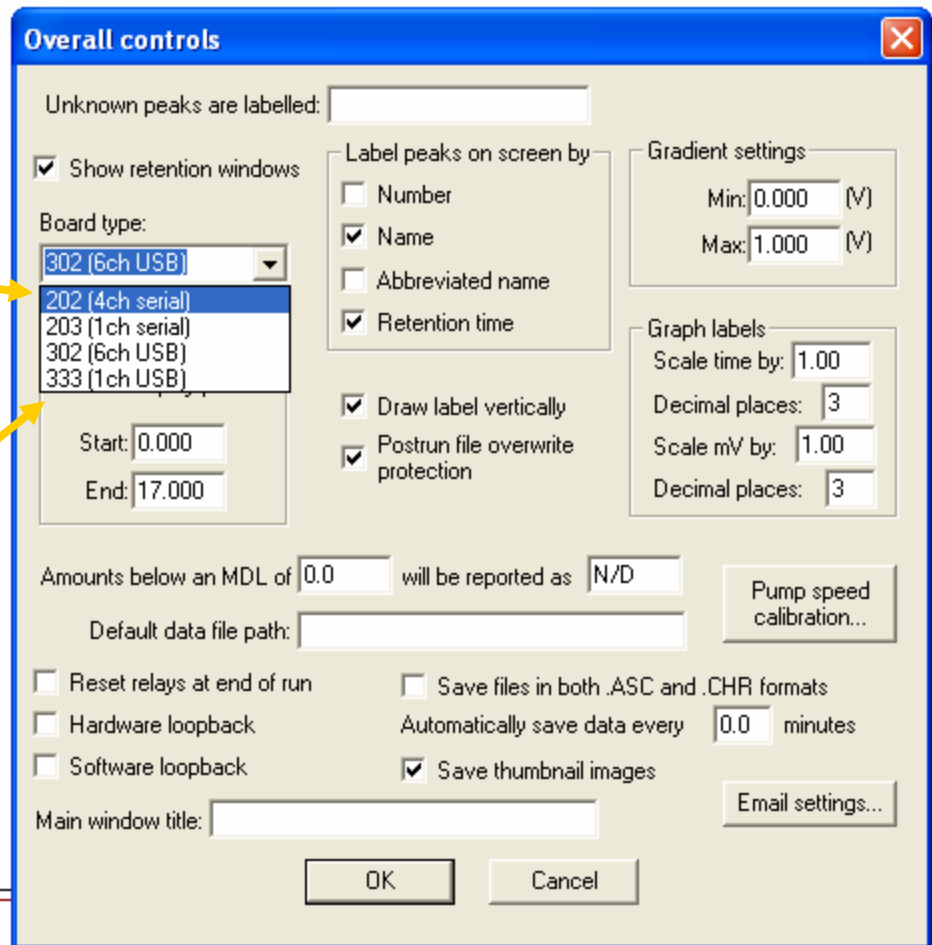 Overall controls
Unknown peaks are labelled:
Show retention windows
Board type:
302 (6ch USB)
202 (4ch serial)
203 (1ch serial)
302 (6ch USB)
333 (1ch USB)
Start: 0.000
End: 17.000
Label peaks on screen by
Number
Name
Abbreviated name
Retention time
Draw label vertically
Postrun file overwrite
protection
Gradient settings
Min: 0.000 (V)
Max: 1.000 (V)
Graph labels
Scale time by: 1.00
Decimal places: 3
Scale mV by: 1.00
Decimal places: 3
Amounts below an MDL of 0.0 will be reported as N/D
Pump speed
calibration...
Default data file path:
Reset relays at end of run
Hardware loopback
Software loopback
Save files in both .ASC and .CHR formats
Automatically save data every 0.0 minutes
Save thumbnail images
Email settings...
Main window title:
OK
Cancel